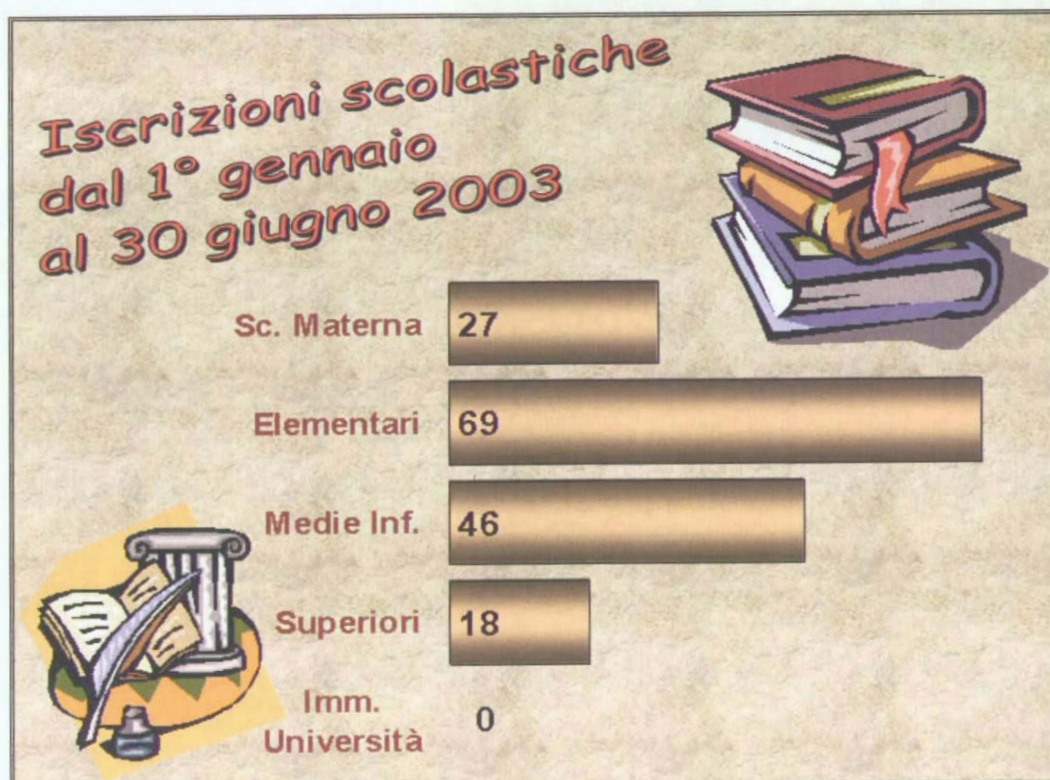 Iscrizioni scolastiche
dal 1° gennaio
al 30 giugno 2003
Sc. Materna 27
Elementari 69
Medie Inf. 46
Superiori 18
Imm.
Università 0